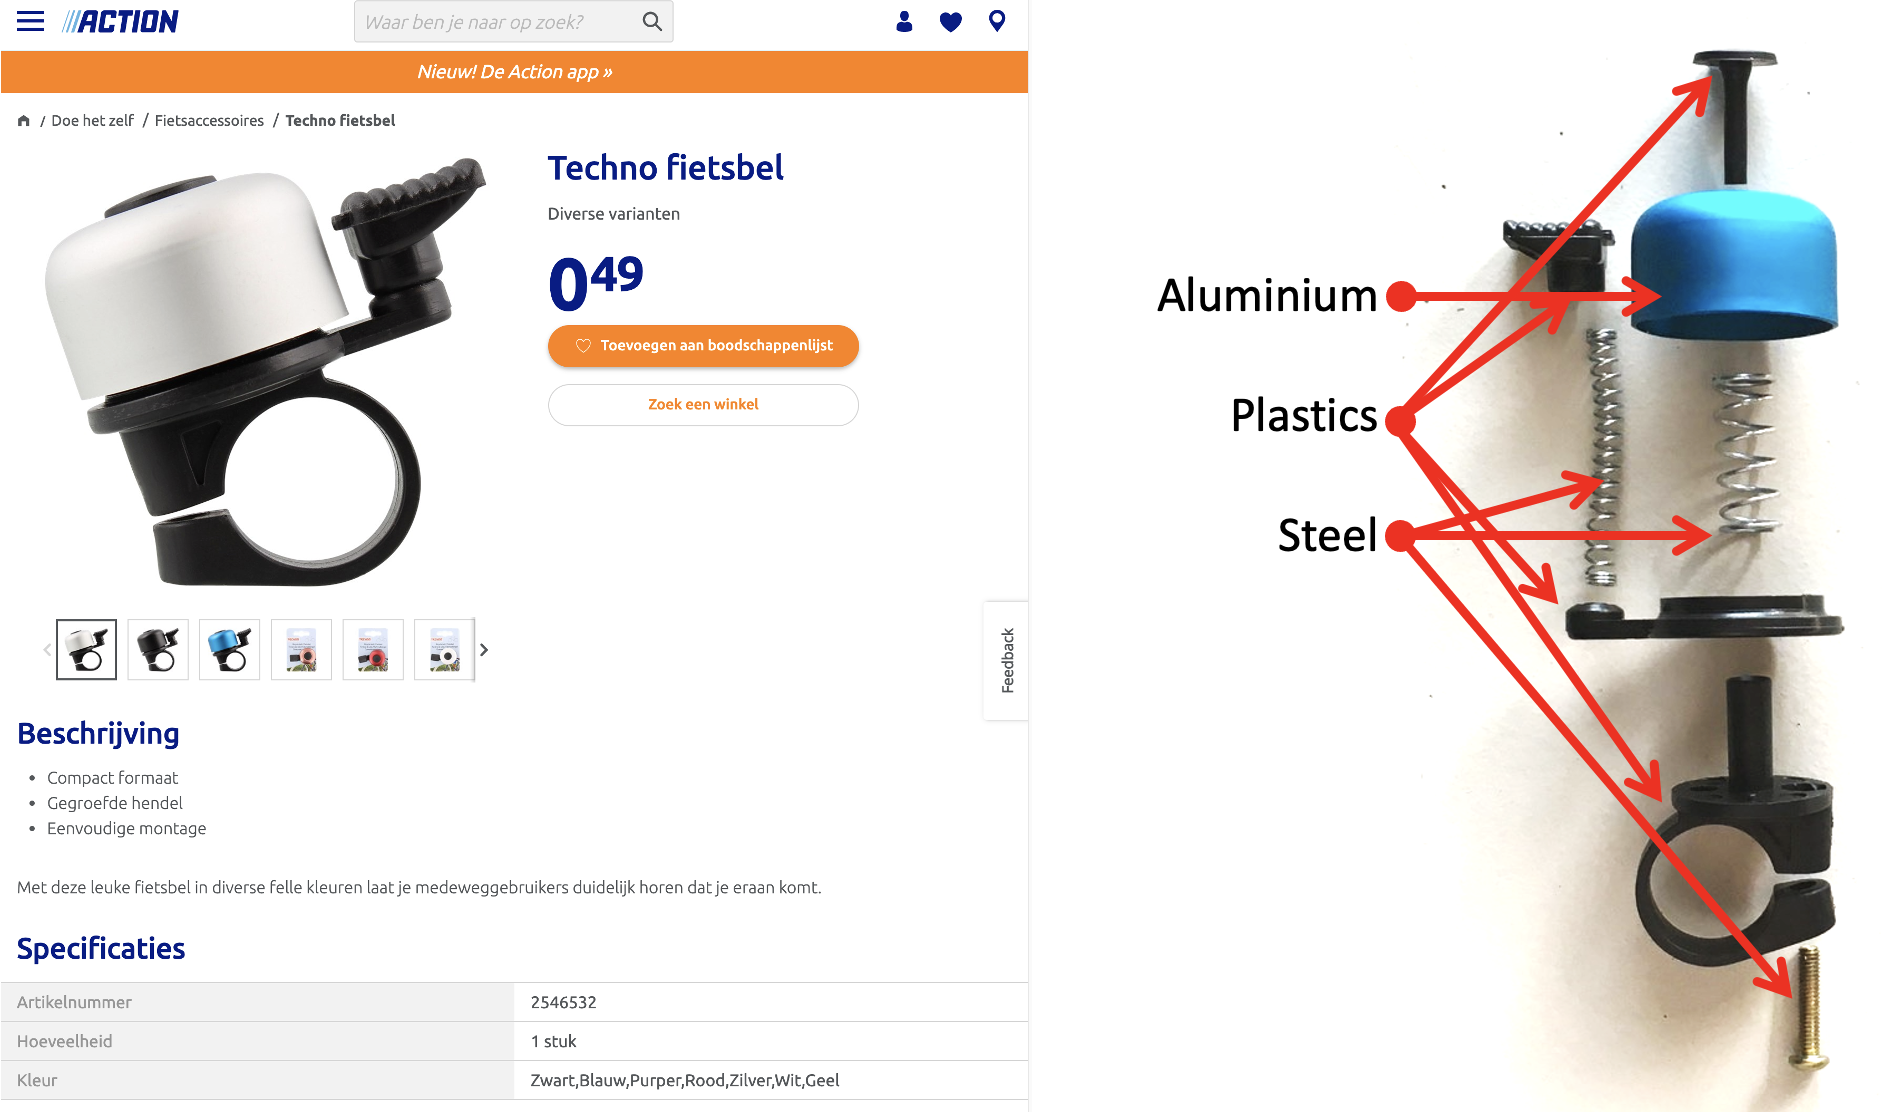 ACTION
Waar ben je naar op zoek?
Nieuw! De Action app »
/ Doe het zelf / Fietsaccessoires / Techno fietsbel
Techno fietsbel
Diverse varianten
0 49
Toevoegen aan boodschappenlijst
Zoek een winkel
Feedback
Beschrijving
• Compact formaat
• Gegroefde hendel
• Eenvoudige montage
Met deze leuke fietsbel in diverse felle kleuren laat je medeweggebruikers duidelijk horen dat je eraan komt.
Specificaties
Artikelnummer 2546532
Hoeveelheid 1 stuk
Kleur Zwart,Blauw,Purper,Rood,Zilver,Wit,Geel
Aluminium
Plastics
Steel